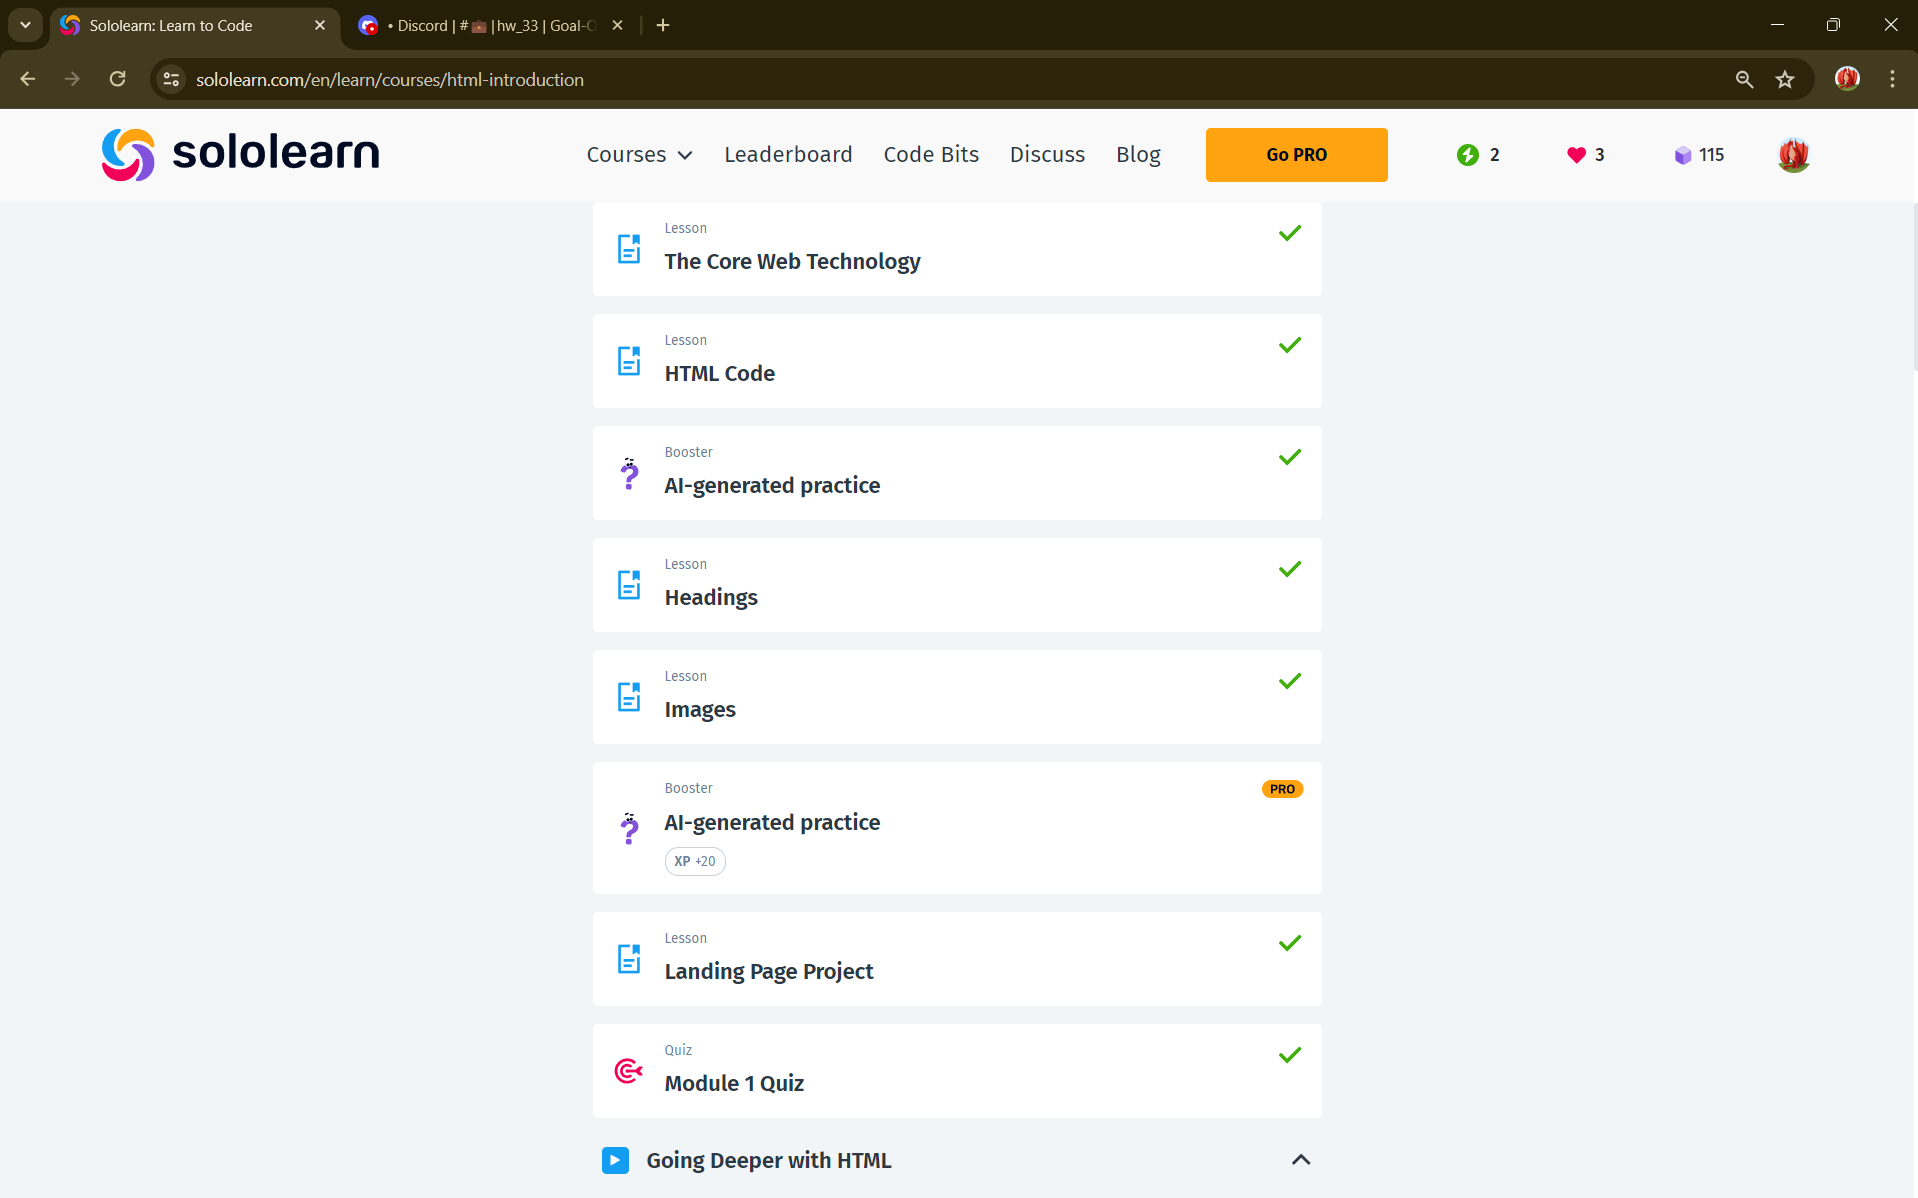 Sololearn: Learn to Code
• Discord | #💼|hw_33 | Goal-O
sololearn.com/en/learn/courses/html-introduction
sololearn
Courses
Leaderboard
Code Bits
Discuss
Blog
Go PRO
2
3
115
Lesson
The Core Web Technology
Lesson
HTML Code
Booster
AI-generated practice
Lesson
Headings
Lesson
Images
Booster
PRO
AI-generated practice
XP +20
Lesson
Landing Page Project
Quiz
Module 1 Quiz
Going Deeper with HTML